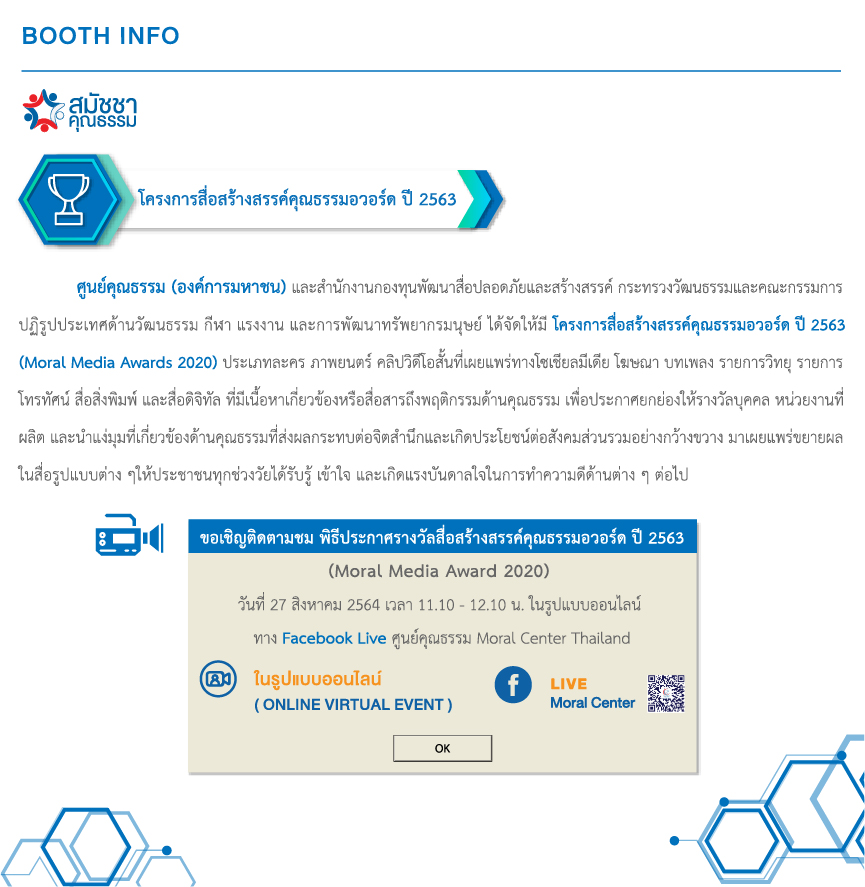 BOOTH INFO
สมัชชา
คุณธรรม
โครงการสื่อสร้างสรรค์คุณธรรมอวอร์ด ปี 2563
ศูนย์คุณธรรม (องค์การมหาชน) และสำนักงานกองทุนพัฒนาสื่อปลอดภัยและสร้างสรรค์ กระทรวงวัฒนธรรมและคณะกรรมการ
ปฏิรูปประเทศด้านวัฒนธรรม กีฬา แรงงาน และการพัฒนาทรัพยากรมนุษย์ ได้จัดให้มี โครงการสื่อสร้างสรรค์คุณธรรมอวอร์ด ปี 2563
(Moral Media Awards 2020) ประเภทละคร ภาพยนตร์ คลิปวิดีโอสั้นที่เผยแพร่ทางโซเชียลมีเดีย โฆษณา บทเพลง รายการวิทยุ รายการ
โทรทัศน์ สื่อสิ่งพิมพ์ และสื่อดิจิทัล ที่มีเนื้อหาเกี่ยวข้องหรือสื่อสารถึงพฤติกรรมด้านคุณธรรม เพื่อประกาศยกย่องให้รางวัลบุคคล หน่วยงานที่
ผลิต และนำแง่มุมที่เกี่ยวข้องด้านคุณธรรมที่ส่งผลกระทบต่อจิตสำนึกและเกิดประโยชน์ต่อสังคมส่วนรวมอย่างกว้างขวาง มาเผยแพร่ขยายผล
ในสื่อรูปแบบต่าง ๆให้ประชาชนทุกช่วงวัยได้รับรู้ เข้าใจ และเกิดแรงบันดาลใจในการทำความดีด้านต่าง ๆ ต่อไป
ขอเชิญติดตามชม พิธีประกาศรางวัลสื่อสร้างสรรค์คุณธรรมอวอร์ด ปี 2563
(Moral Media Award 2020)
วันที่ 27 สิงหาคม 2564 เวลา 11.10 - 12.10 น. ในรูปแบบออนไลน์
ทาง Facebook Live ศูนย์คุณธรรม Moral Center Thailand
ในรูปแบบออนไลน์
( ONLINE VIRTUAL EVENT )
LIVE
Moral Center
OK